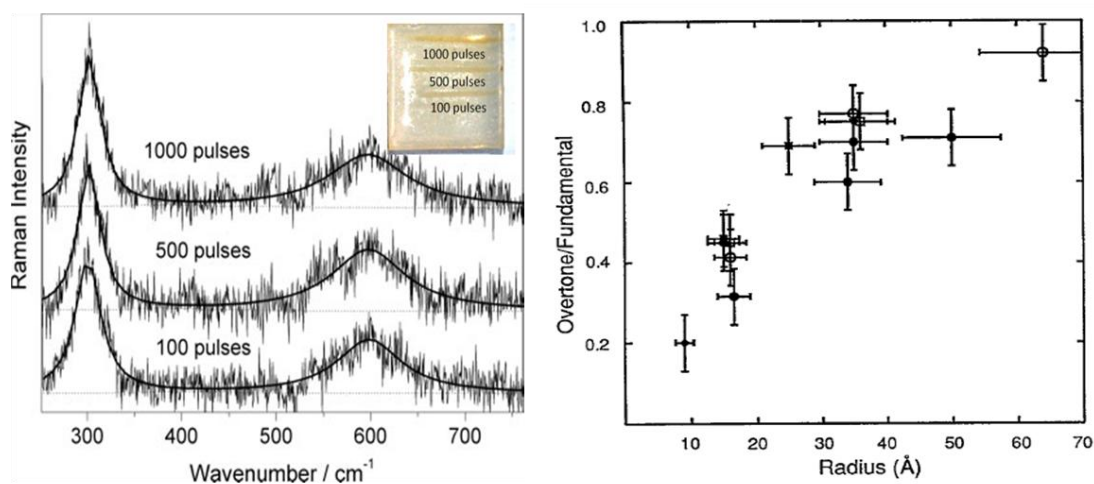 Raman Intensity
1000 pulses
500 pulses
100 pulses
1000 pulses
500 pulses
100 pulses
300 400 500 600 700
Wavenumber / cm⁻¹
Overtone/Fundamental
1.0
0.8
0.6
0.4
0.2
10 20 30 40 50 60 70
Radius (Å)